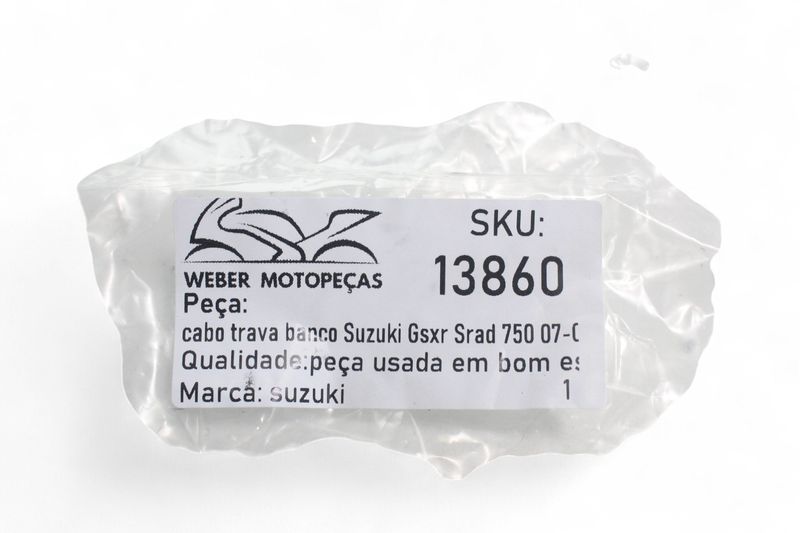 WEBER MOTOPEÇAS
SKU:
13860
Peça:
cabo trava banco Suzuki Gsxr Srad 750 07-0
Qualidade:peça usada em bom es
Marca: suzuki
1